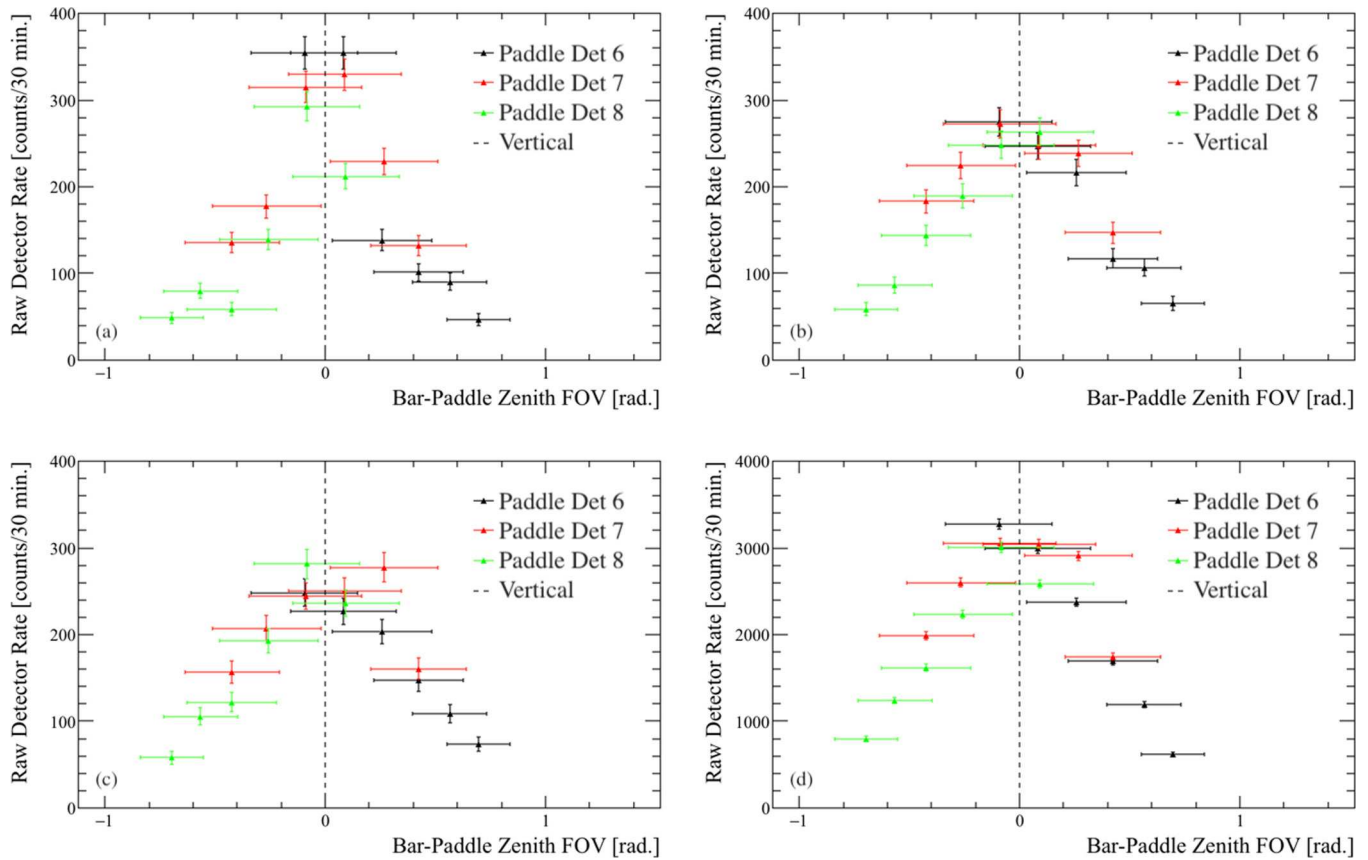 Raw Detector Rate [counts/30 min.]
400
300
200
100
0
Paddle Det 6
Paddle Det 7
Paddle Det 8
Vertical
(a)
−1
0
1
Bar-Paddle Zenith FOV [rad.]
Raw Detector Rate [counts/30 min.]
400
300
200
100
0
Paddle Det 6
Paddle Det 7
Paddle Det 8
Vertical
(b)
−1
0
1
Bar-Paddle Zenith FOV [rad.]
Raw Detector Rate [counts/30 min.]
400
300
200
100
0
Paddle Det 6
Paddle Det 7
Paddle Det 8
Vertical
(c)
−1
0
1
Bar-Paddle Zenith FOV [rad.]
Raw Detector Rate [counts/30 min.]
4000
3000
2000
1000
0
Paddle Det 6
Paddle Det 7
Paddle Det 8
Vertical
(d)
−1
0
1
Bar-Paddle Zenith FOV [rad.]